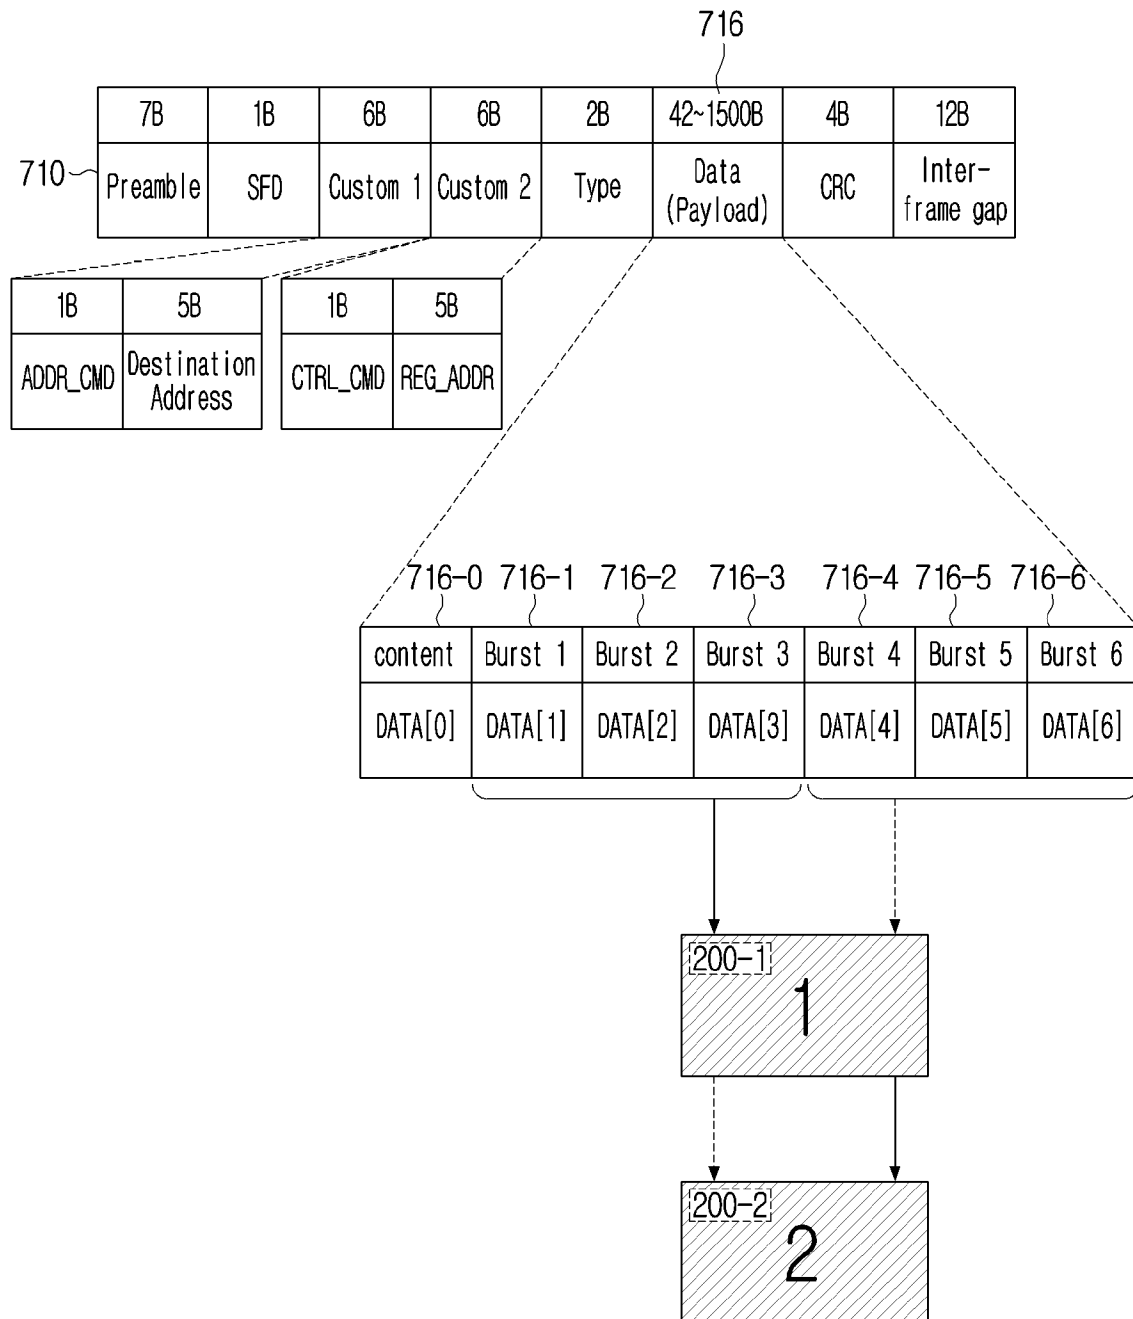 716
7B 1B 6B 6B 2B 42~1500B 4B 12B
710
Preamble SFD Custom 1 Custom 2 Type Data (Payload) CRC Inter-frame gap
1B 5B 1B 5B
ADDR_CMD Destination Address CTRL_CMD REG_ADDR
716-0 716-1 716-2 716-3 716-4 716-5 716-6
content Burst 1 Burst 2 Burst 3 Burst 4 Burst 5 Burst 6
DATA[0] DATA[1] DATA[2] DATA[3] DATA[4] DATA[5] DATA[6]
200-1
1
200-2
2